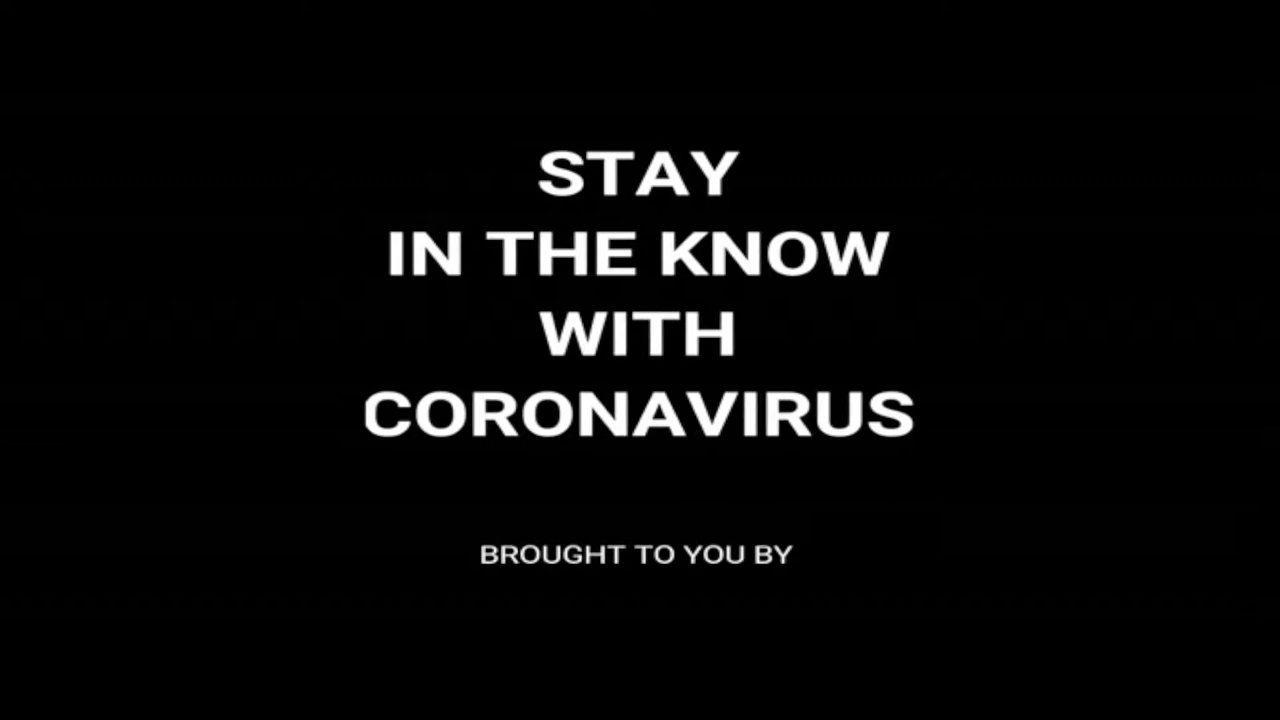 STAY
IN THE KNOW
WITH
CORONAVIRUS
BROUGHT TO YOU BY